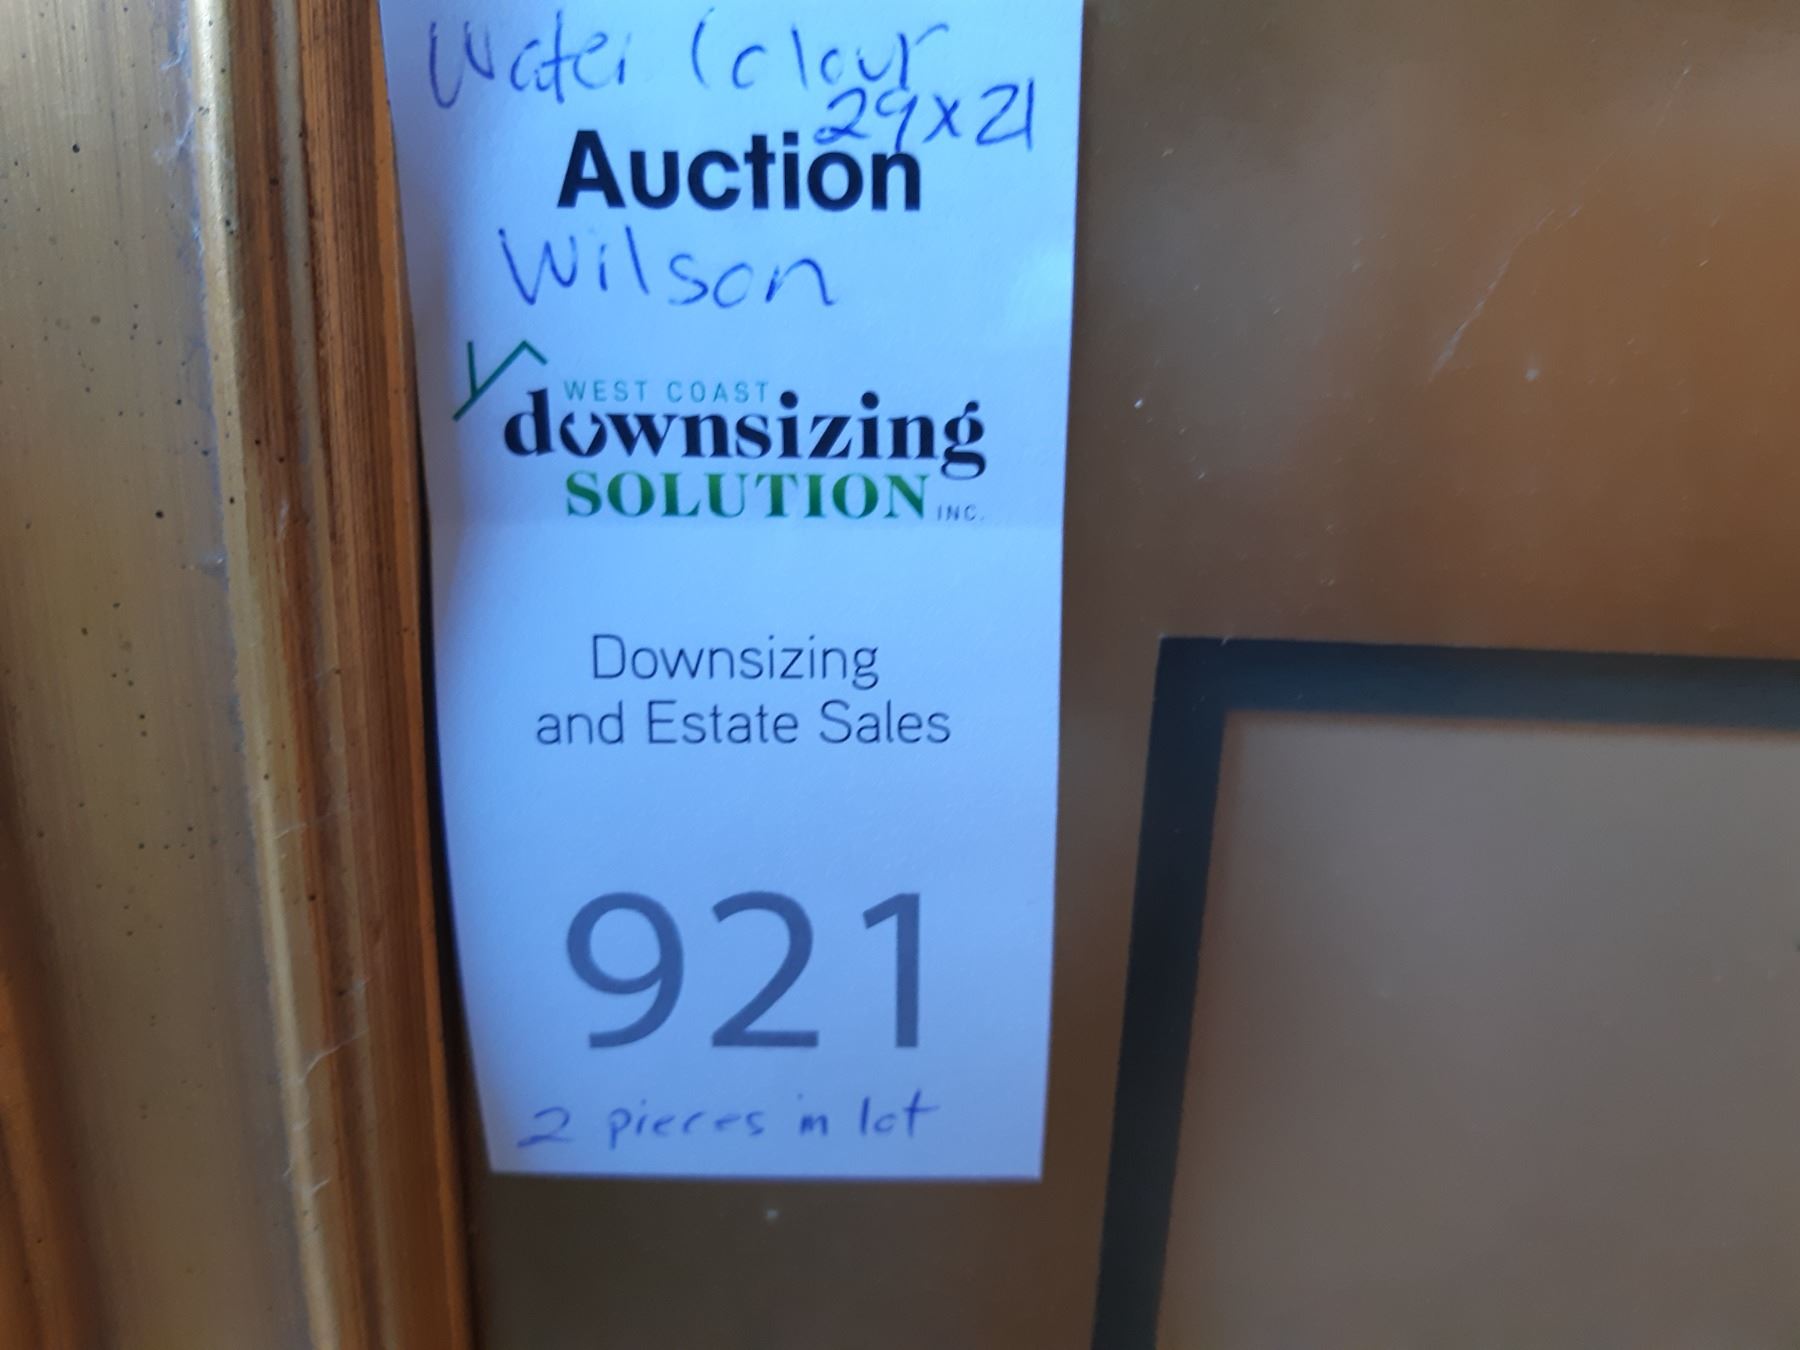 Water Colour
29x21
Auction
Wilson
WEST COAST
downsizing
SOLUTION INC.
Downsizing
and Estate Sales
921
2 pieces in lot